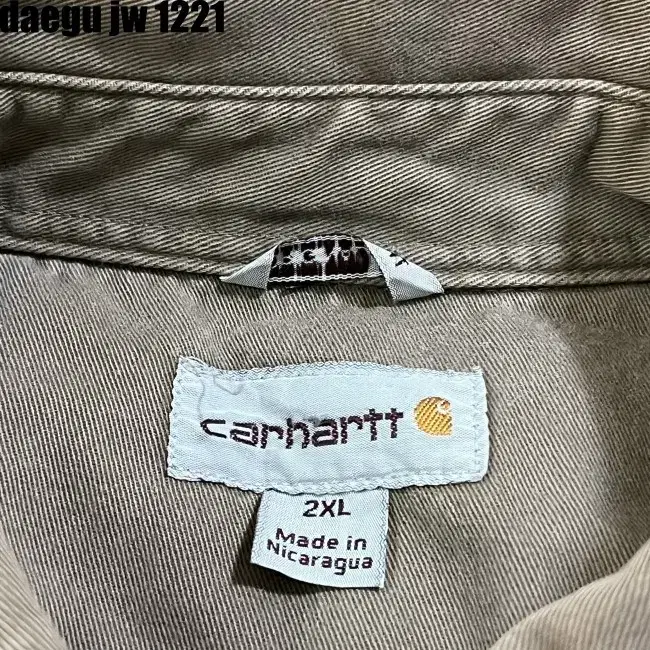 daegu jw 1221
carhartt
2XL
Made in
Nicaragua